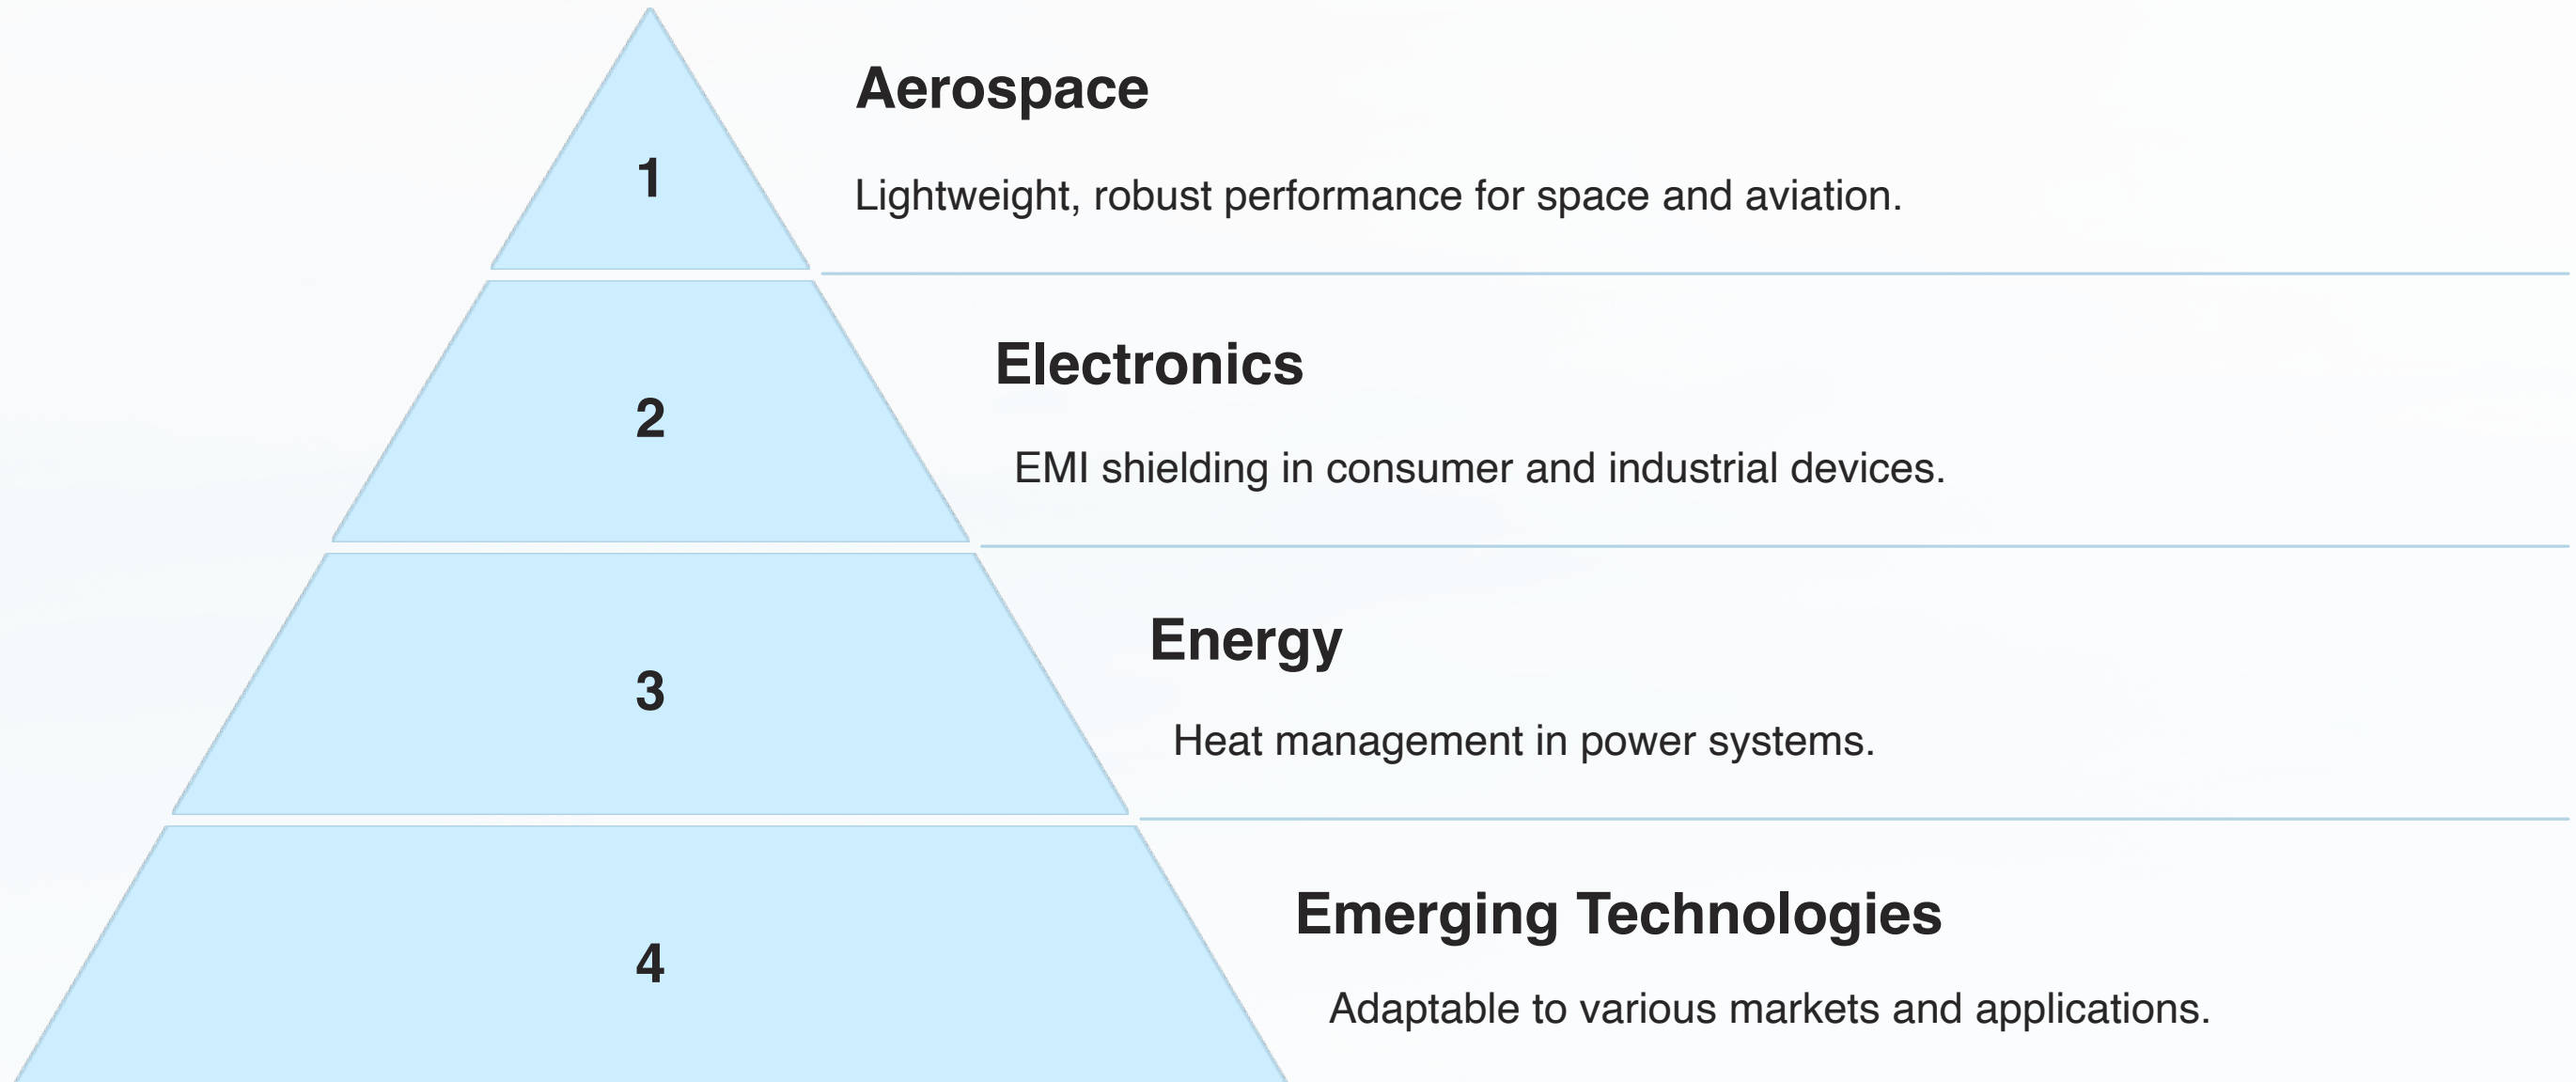 1
Aerospace
Lightweight, robust performance for space and aviation.
2
Electronics
EMI shielding in consumer and industrial devices.
3
Energy
Heat management in power systems.
4
Emerging Technologies
Adaptable to various markets and applications.